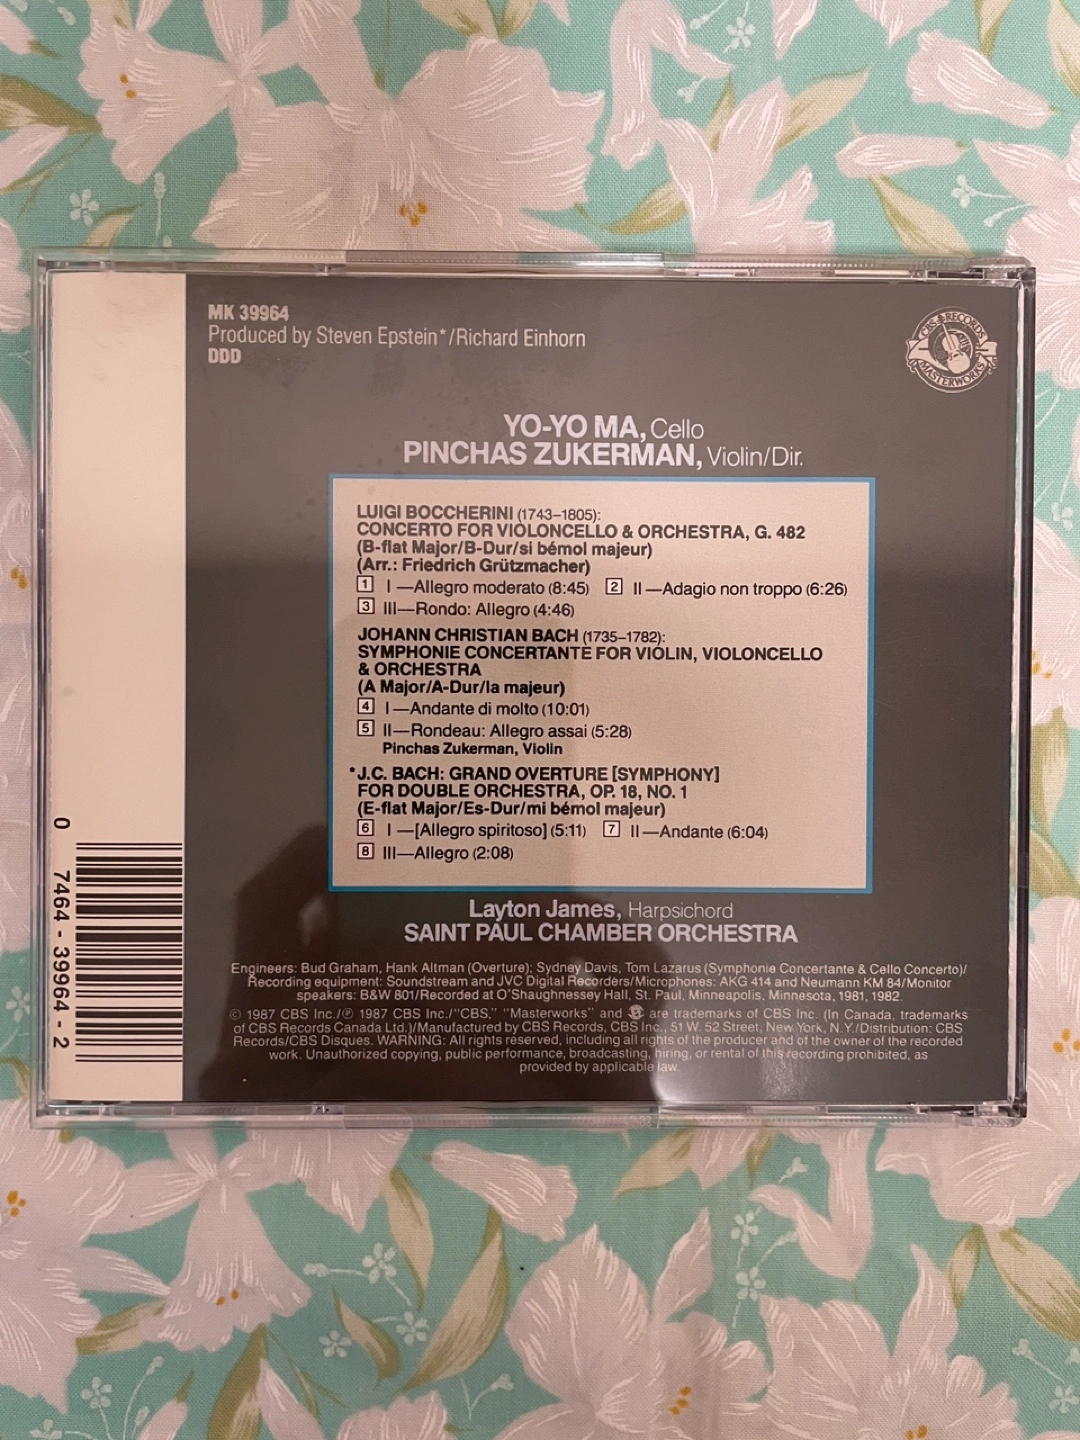 MK 39964
Produced by Steven Epstein*/Richard Einhorn
DDD
CBS RECORDS
MASTERWORKS
YO-YO MA, Cello
PINCHAS ZUKERMAN, Violin/Dir.
LUIGI BOCCHERINI (1743–1805):
CONCERTO FOR VIOLONCELLO & ORCHESTRA, G. 482
(B-flat Major/B-Dur/si bémol majeur)
(Arr.: Friedrich Grützmacher)
1 I—Allegro moderato (8:45) 2 II—Adagio non troppo (6:26)
3 III—Rondo: Allegro (4:46)
JOHANN CHRISTIAN BACH (1735–1782):
SYMPHONIE CONCERTANTE FOR VIOLIN, VIOLONCELLO
& ORCHESTRA
(A Major/A-Dur/la majeur)
4 I—Andante di molto (10:01)
5 II—Rondeau: Allegro assai (5:28)
Pinchas Zukerman, Violin
*J.C. BACH: GRAND OVERTURE [SYMPHONY]
FOR DOUBLE ORCHESTRA, OP. 18, NO. 1
(E-flat Major/Es-Dur/mi bémol majeur)
6 I—[Allegro spiritoso] (5:11) 7 II—Andante (6:04)
8 III—Allegro (2:08)
Layton James, Harpsichord
SAINT PAUL CHAMBER ORCHESTRA
Engineers: Bud Graham, Hank Altman (Overture); Sydney Davis, Tom Lazarus (Symphonie Concertante & Cello Concerto)/
Recording equipment: Soundstream and JVC Digital Recorders/Microphones: AKG 414 and Neumann KM 84/Monitor
speakers: B&W 801/Recorded at O'Shaughnessey Hall, St. Paul, Minneapolis, Minnesota, 1981, 1982.
© 1987 CBS Inc./℗ 1987 CBS Inc./"CBS," "Masterworks" and are trademarks of CBS Inc. (In Canada, trademarks
of CBS Records Canada Ltd.)/Manufactured by CBS Records, CBS Inc., 51 W. 52 Street, New York, N.Y./Distribution: CBS
Records/CBS Disques. WARNING: All rights reserved, including all rights of the producer and of the owner of the recorded
work. Unauthorized copying, public performance, broadcasting, hiring, or rental of this recording prohibited, as
provided by applicable law.
0 7464-39964-2